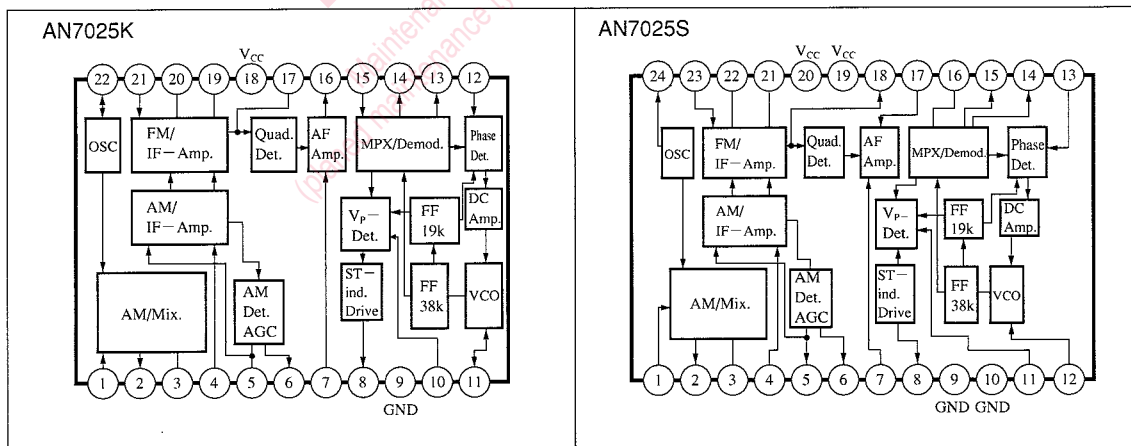 AN7025K
V_CC
22 21 20 19 18 17 16 15 14 13 12
OSC
FM/
IF-Amp.
Quad.
Det.
AF
Amp.
MPX/Demod.
Phase
Det.
AM/
IF-Amp.
V_P-
Det.
FF
19k
DC
Amp.
AM/Mix.
AM
Det.
AGC
ST-
ind.
Drive
FF
38k
VCO
1 2 3 4 5 6 7 8 9 10 11
GND
AN7025S
V_CC V_CC
24 23 22 21 20 19 18 17 16 15 14 13
OSC
FM/
IF-Amp.
Quad.
Det.
AF
Amp.
MPX/Demod.
Phase
Det.
AM/
IF-Amp.
V_P-
Det.
FF
19k
DC
Amp.
AM/Mix.
AM
Det.
AGC
ST-
ind.
Drive
FF
38k
VCO
1 2 3 4 5 6 7 8 9 10 11 12
GND GND
(planed maintenance